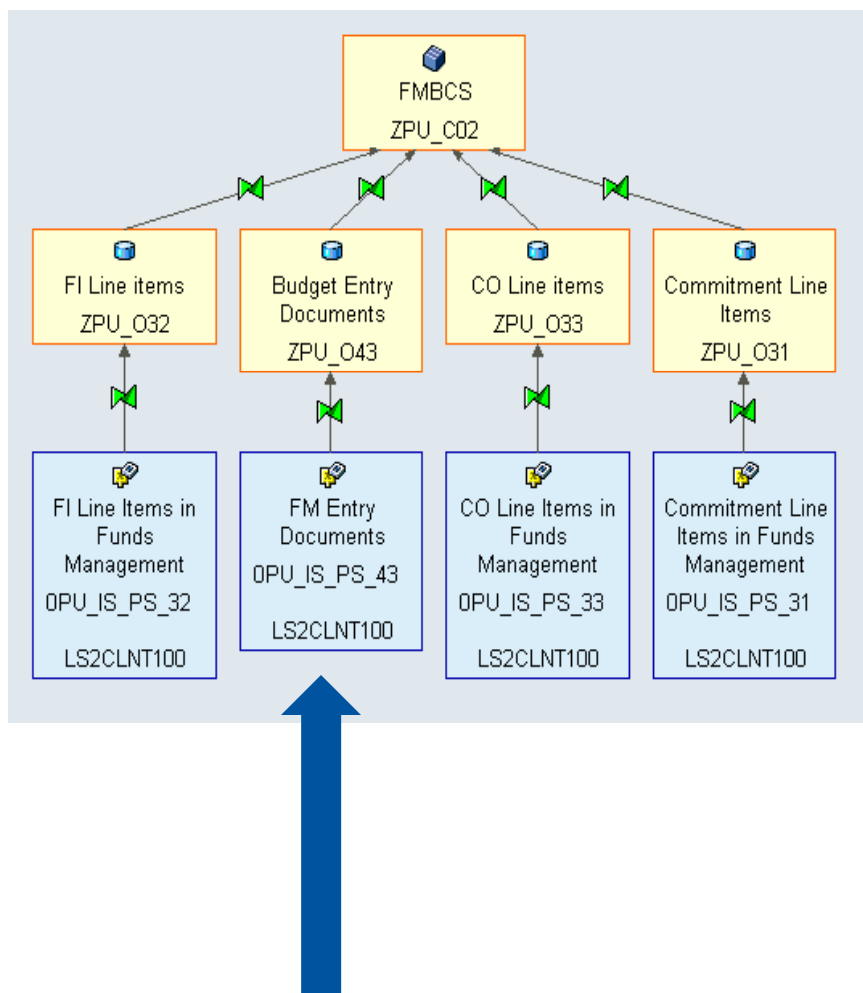 FMBCS
ZPU_C02
FI Line items
ZPU_O32
Budget Entry
Documents
ZPU_O43
CO Line items
ZPU_O33
Commitment Line
Items
ZPU_O31
FI Line Items in
Funds
Management
0PU_IS_PS_32
LS2CLNT100
FM Entry
Documents
0PU_IS_PS_43
LS2CLNT100
CO Line Items in
Funds
Management
0PU_IS_PS_33
LS2CLNT100
Commitment Line
Items in Funds
Management
0PU_IS_PS_31
LS2CLNT100